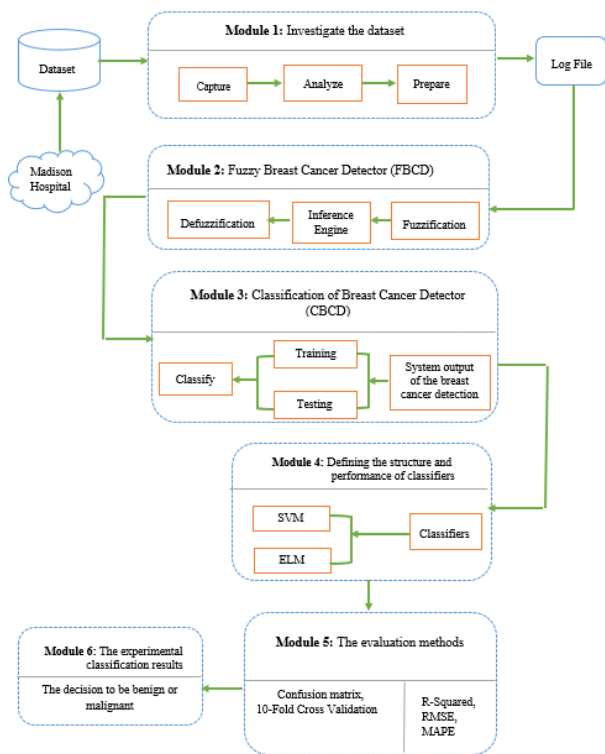 Module 1: Investigate the dataset
Dataset
Capture
Analyze
Prepare
Log File
Madison
Hospital
Module 2: Fuzzy Breast Cancer Detector (FBCD)
Defuzzification
Inference
Engine
Fuzzification
Module 3: Classification of Breast Cancer Detector
(CBCD)
Classify
Training
Testing
System output
of the breast
cancer detection
Module 4: Defining the structure and
performance of classifiers
SVM
ELM
Classifiers
Module 5: The evaluation methods
Confusion matrix,
10-Fold Cross Validation
R-Squared,
RMSE,
MAPE
Module 6: The experimental
classification results
The decision to be benign or
malignant